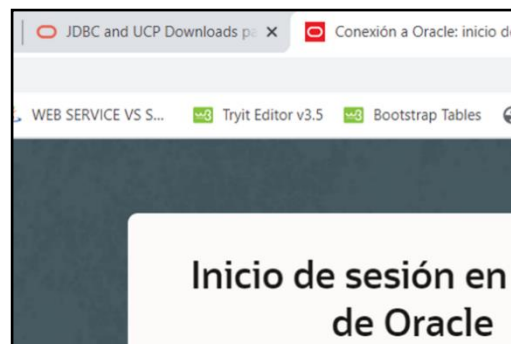 JDBC and UCP Downloads pa
Conexión a Oracle: inicio d
WEB SERVICE VS S...
Tryit Editor v3.5
Bootstrap Tables
Inicio de sesión en
de Oracle